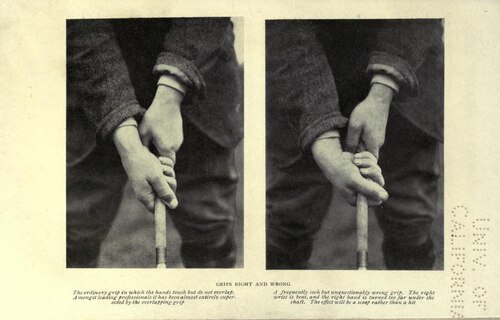 GRIPS RIGHT AND WRONG
The ordinary grip in which the hands touch but do not overlap.
Amongst leading professionals it has been almost entirely super-
seded by the overlapping grip
A frequently seen but unquestionably wrong grip. The right
wrist is bent, and the right hand is turned too far under the
shaft. The effect will be a scoop rather than a hit
UNIV. OF
CALIFORNIA